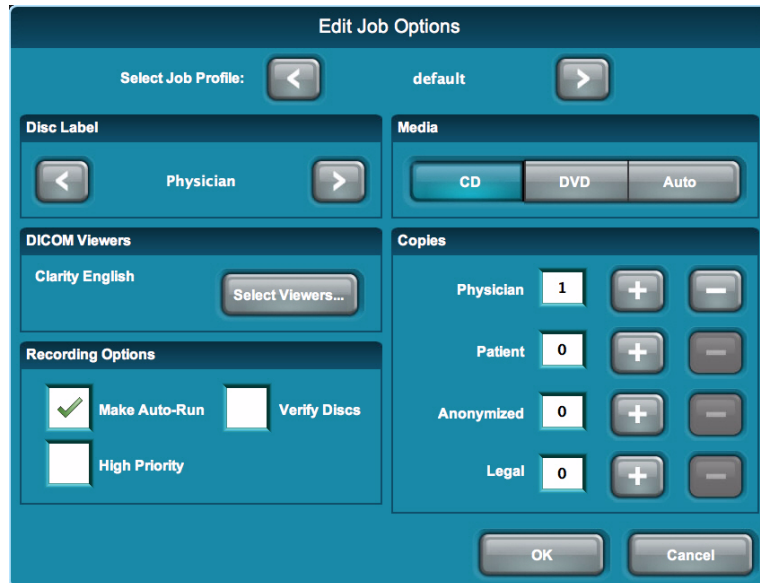 Edit Job Options
Select Job Profile: default
Disc Label
Physician
Media
CD DVD Auto
DICOM Viewers
Clarity English
Select Viewers...
Copies
Physician 1
Patient 0
Anonymized 0
Legal 0
Recording Options
Make Auto-Run Verify Discs
High Priority
OK Cancel